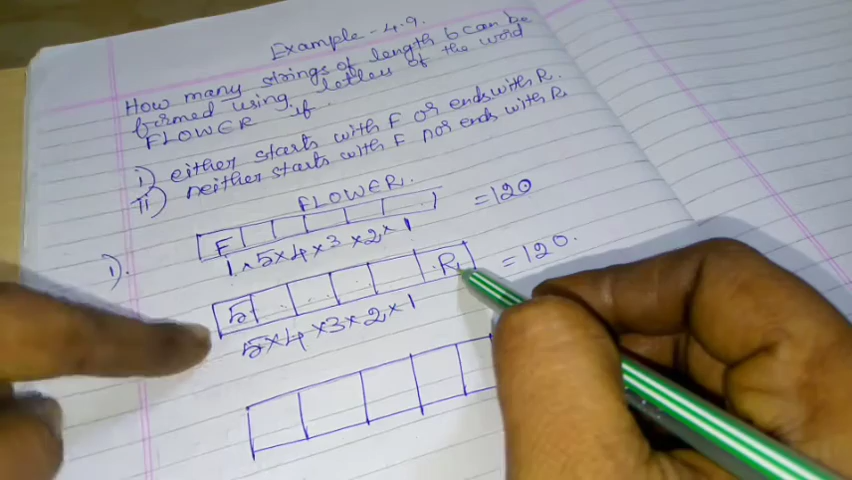 Example - 4.9.
How many strings of length 6 can be
formed using letters of the word
FLOWER if
i) either starts with F or ends with R.
ii) neither starts with F nor ends with R.
FLOWER.
F = 120
1 × 5 × 4 × 3 × 2 × 1
i).
5 R = 120.
5 × 4 × 3 × 2 × 1